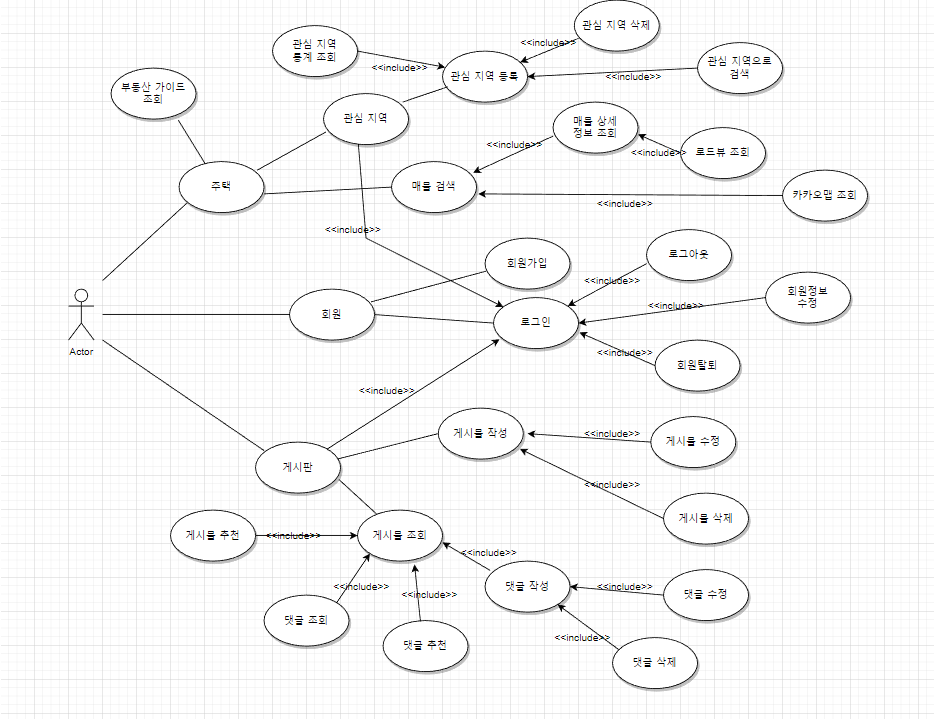 관심 지역 삭제
<<include>>
관심 지역
통계 조회
<<include>>
관심 지역 등록
<<include>>
관심 지역으로
검색
부동산 가이드
조회
관심 지역
매물 상세
정보 조회
<<include>>
<<include>>
로드뷰 조회
주택
매물 검색
<<include>>
카카오맵 조회
<<include>>
회원가입
로그아웃
<<include>>
회원정보
수정
<<include>>
회원
로그인
<<include>>
회원탈퇴
Actor
<<include>>
게시물 작성
<<include>>
게시물 수정
게시판
<<include>>
게시물 삭제
게시물 추천
<<include>>
게시물 조회
<<include>>
<<include>>
<<include>>
댓글 작성
<<include>>
댓글 수정
댓글 조회
댓글 추천
<<include>>
댓글 삭제